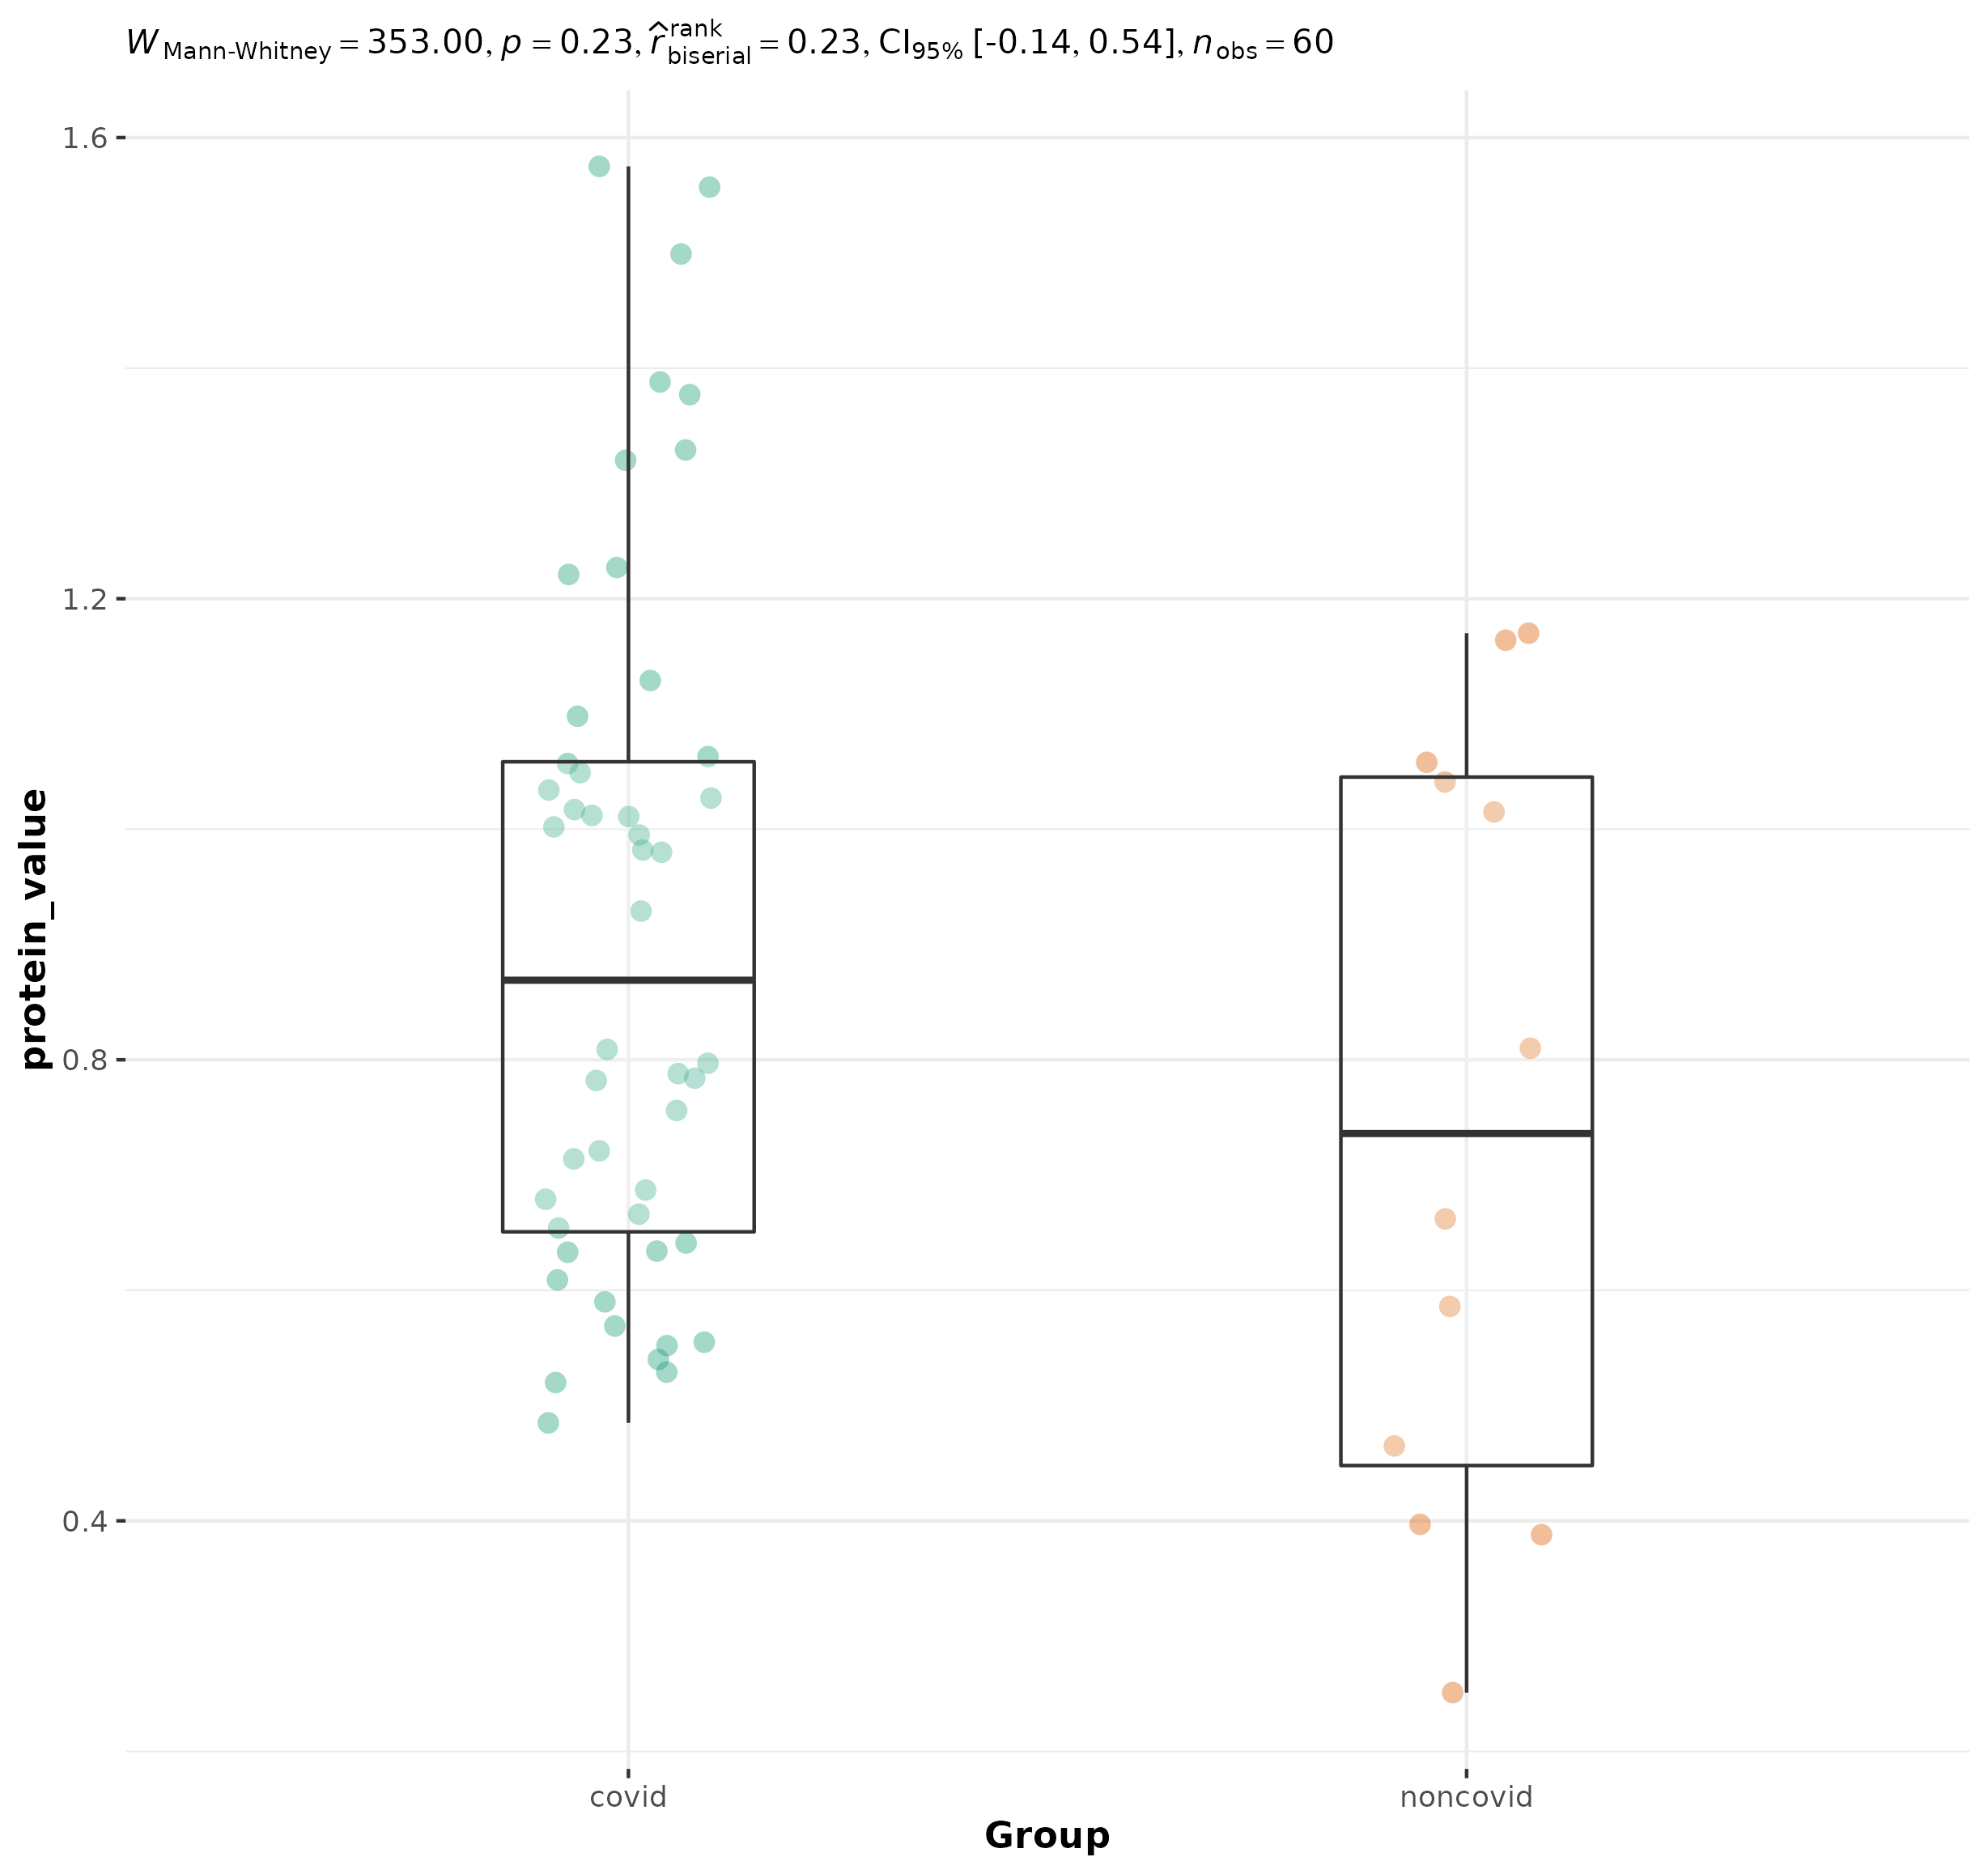 W Mann-Whitney = 353.00, p = 0.23, r̂ rank biserial = 0.23, CI95% [-0.14, 0.54], n obs = 60
1.6
1.2
0.8
0.4
protein_value
covid
noncovid
Group